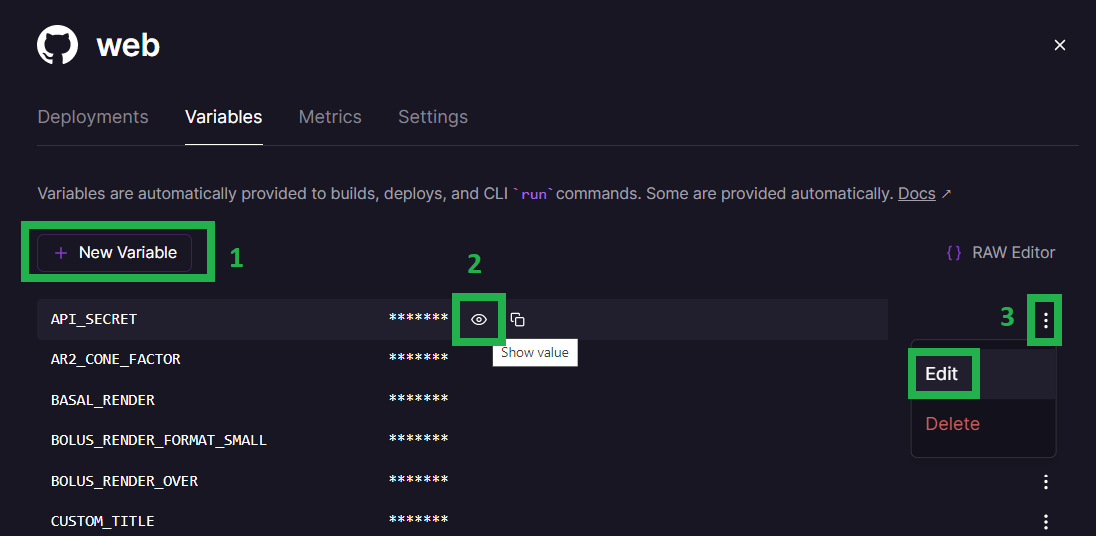 web
Deployments Variables Metrics Settings
Variables are automatically provided to builds, deploys, and CLI `run` commands. Some are provided automatically. Docs ↗
+ New Variable 1 {} RAW Editor
2
API_SECRET ******* 3
Show value
AR2_CONE_FACTOR *******
Edit
BASAL_RENDER *******
Delete
BOLUS_RENDER_FORMAT_SMALL *******
BOLUS_RENDER_OVER *******
CUSTOM_TITLE *******